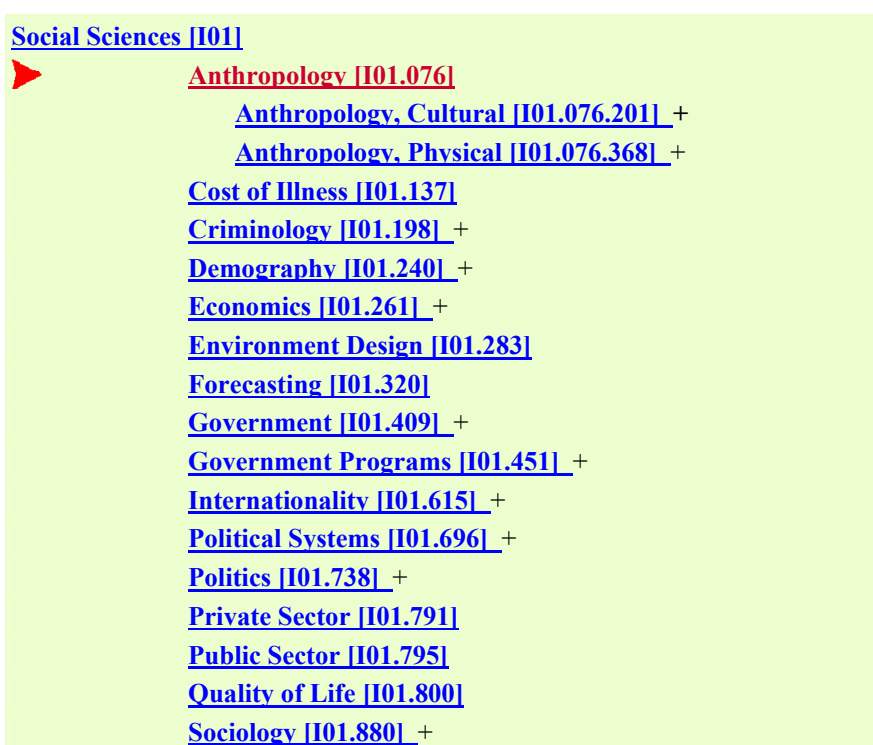 Social Sciences [I01]
Anthropology [I01.076]
Anthropology, Cultural [I01.076.201] +
Anthropology, Physical [I01.076.368] +
Cost of Illness [I01.137]
Criminology [I01.198] +
Demography [I01.240] +
Economics [I01.261] +
Environment Design [I01.283]
Forecasting [I01.320]
Government [I01.409] +
Government Programs [I01.451] +
Internationality [I01.615] +
Political Systems [I01.696] +
Politics [I01.738] +
Private Sector [I01.791]
Public Sector [I01.795]
Quality of Life [I01.800]
Sociology [I01.880] +